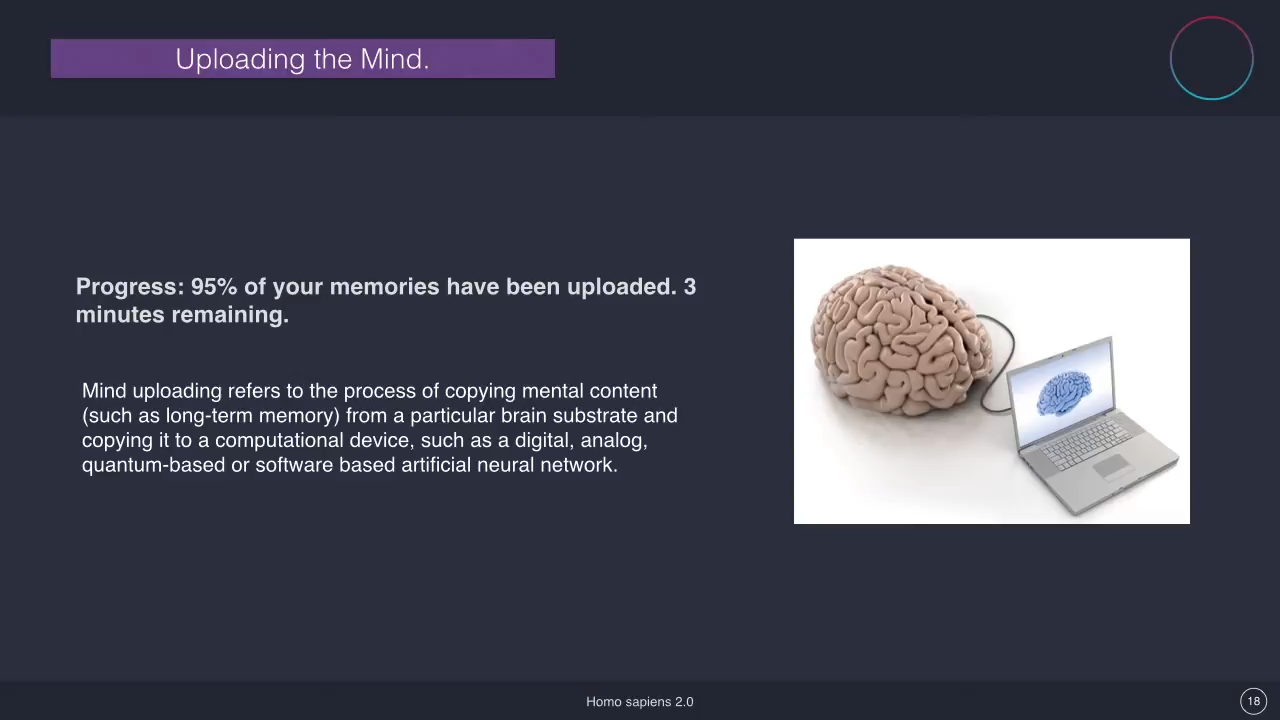 Uploading the Mind.
Progress: 95% of your memories have been uploaded. 3
minutes remaining.
Mind uploading refers to the process of copying mental content
(such as long-term memory) from a particular brain substrate and
copying it to a computational device, such as a digital, analog,
quantum-based or software based artificial neural network.
Homo sapiens 2.0
18